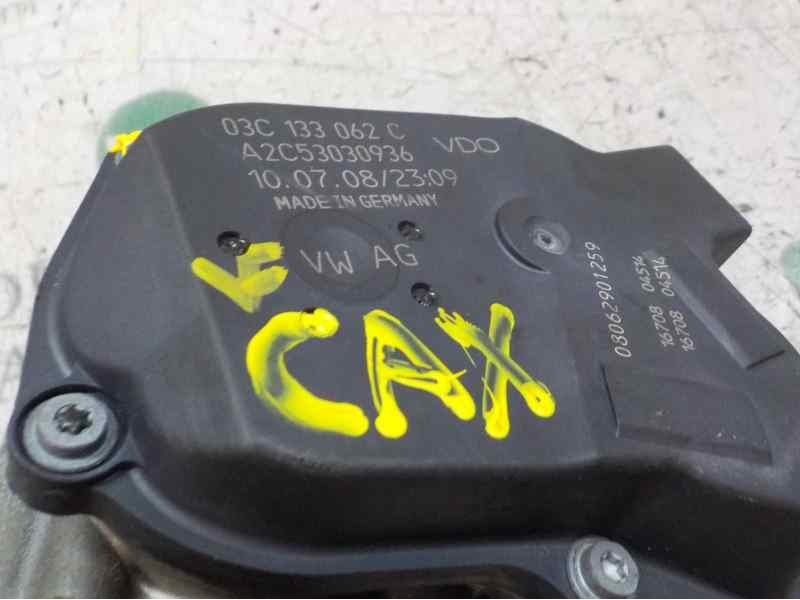 03C 133 062 C
A2C53030936 VDO
10.07.08/23:09
MADE IN GERMANY
VW AG
CAX
08062901259
16708 04514
16708 04514